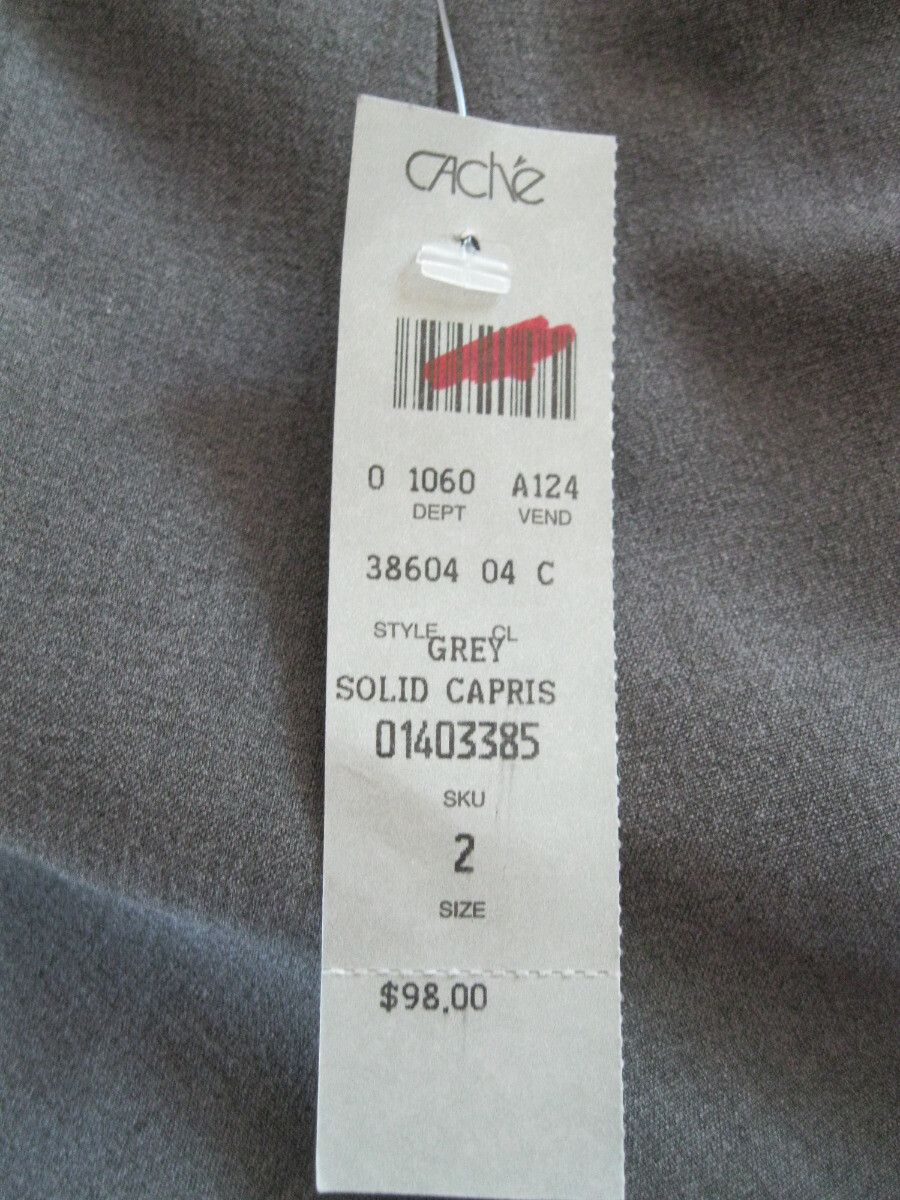 Caché
0 1060 A124
DEPT VEND
38604 04 C
STYLE CL
GREY
SOLID CAPRIS
01403385
SKU
2
SIZE
$98.00